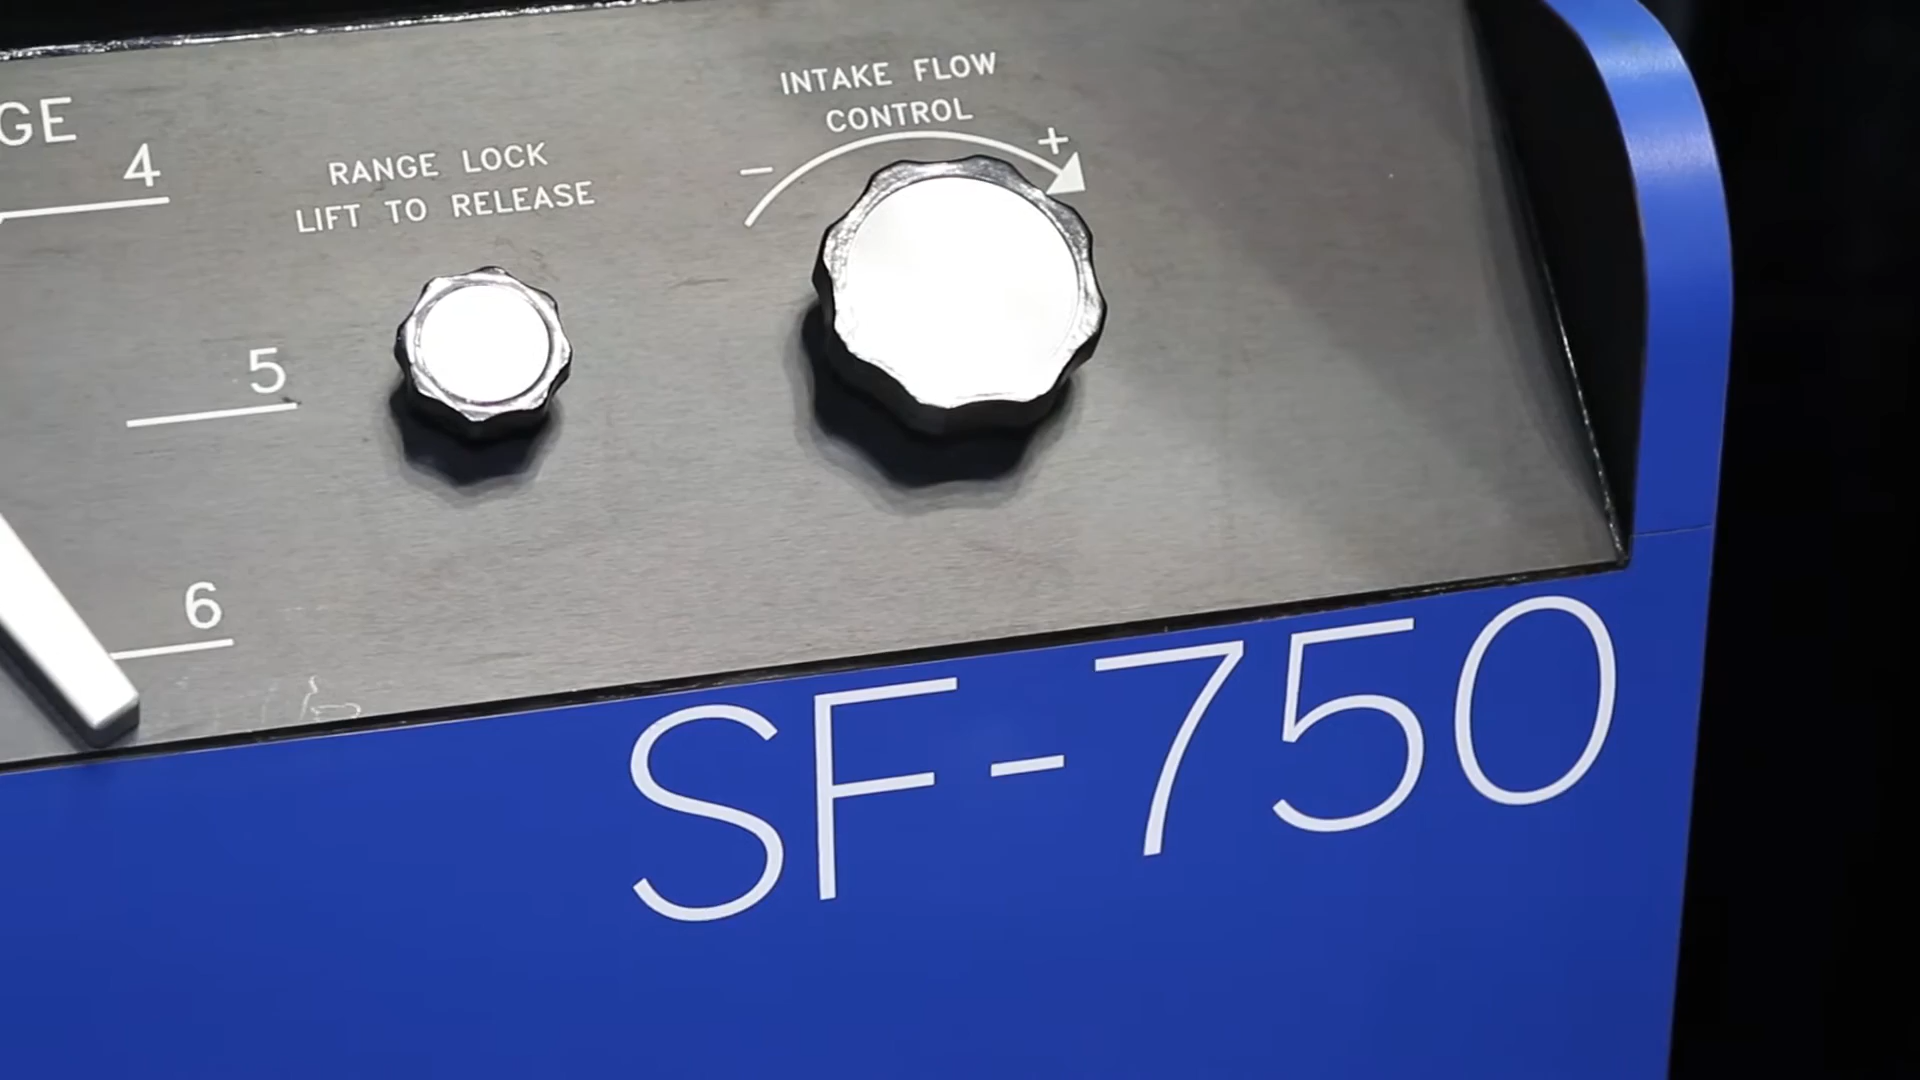 GE
4
RANGE LOCK
LIFT TO RELEASE
5
6
INTAKE FLOW
CONTROL
- +
SF-750